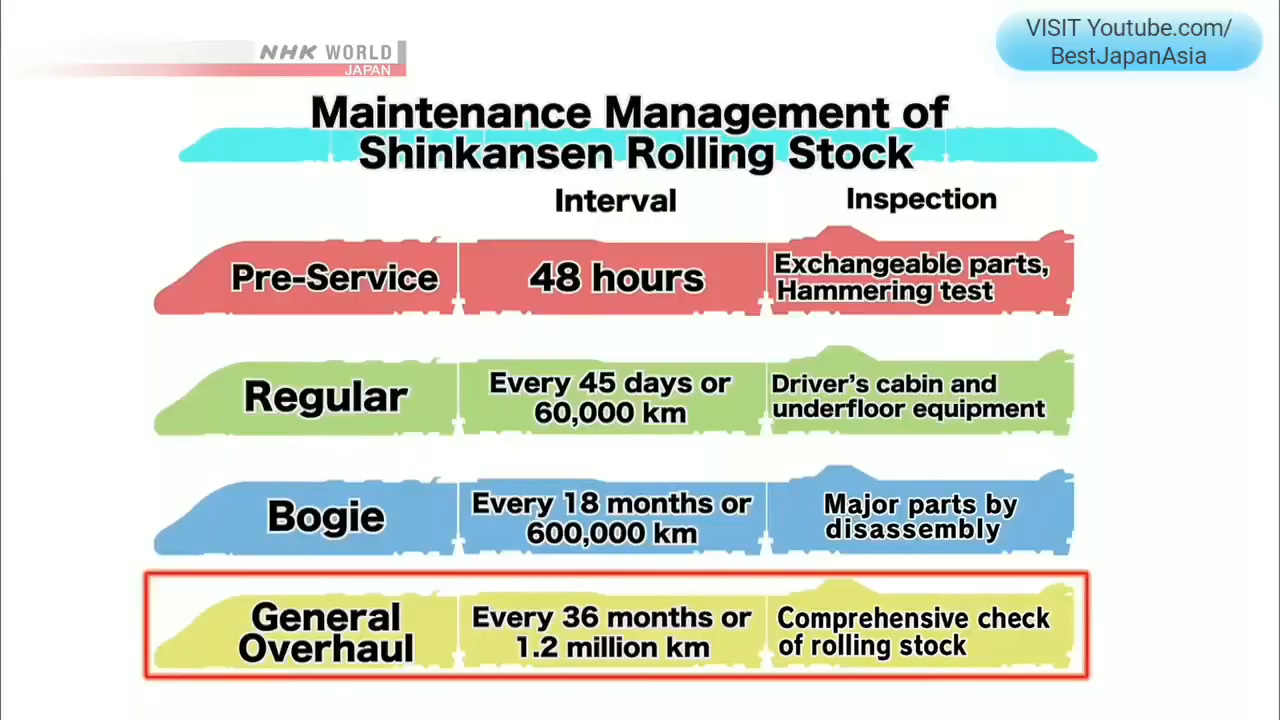 NHK WORLD
JAPAN
VISIT Youtube.com/
BestJapanAsia
Maintenance Management of
Shinkansen Rolling Stock
Interval
Inspection
Pre-Service
48 hours
Exchangeable parts,
Hammering test
Regular
Every 45 days or
60,000 km
Driver's cabin and
underfloor equipment
Bogie
Every 18 months or
600,000 km
Major parts by
disassembly
General
Overhaul
Every 36 months or
1.2 million km
Comprehensive check
of rolling stock